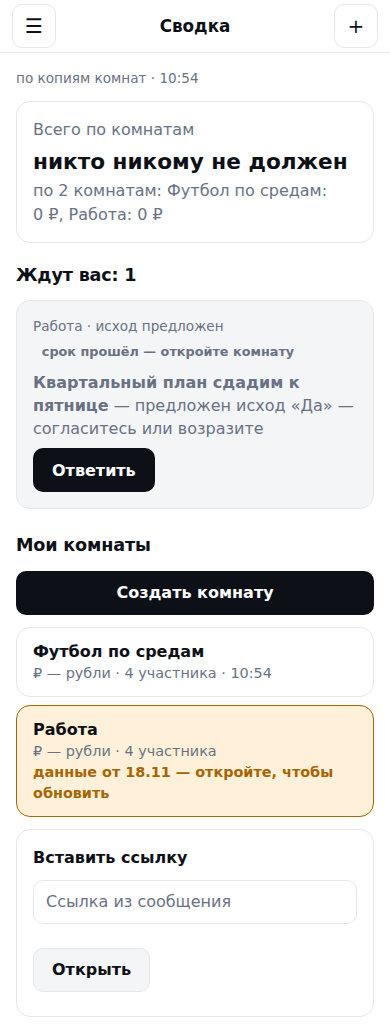 ☰ Сводка +
по копиям комнат · 10:54
Всего по комнатам
никто никому не должен
по 2 комнатам: Футбол по средам:
0 ₽, Работа: 0 ₽
Ждут вас: 1
Работа · исход предложен
срок прошёл — откройте комнату
Квартальный план сдадим к
пятнице — предложен исход «Да» —
согласитесь или возразите
Ответить
Мои комнаты
Создать комнату
Футбол по средам
₽ — рубли · 4 участника · 10:54
Работа
₽ — рубли · 4 участника
данные от 18.11 — откройте, чтобы
обновить
Вставить ссылку
Ссылка из сообщения
Открыть